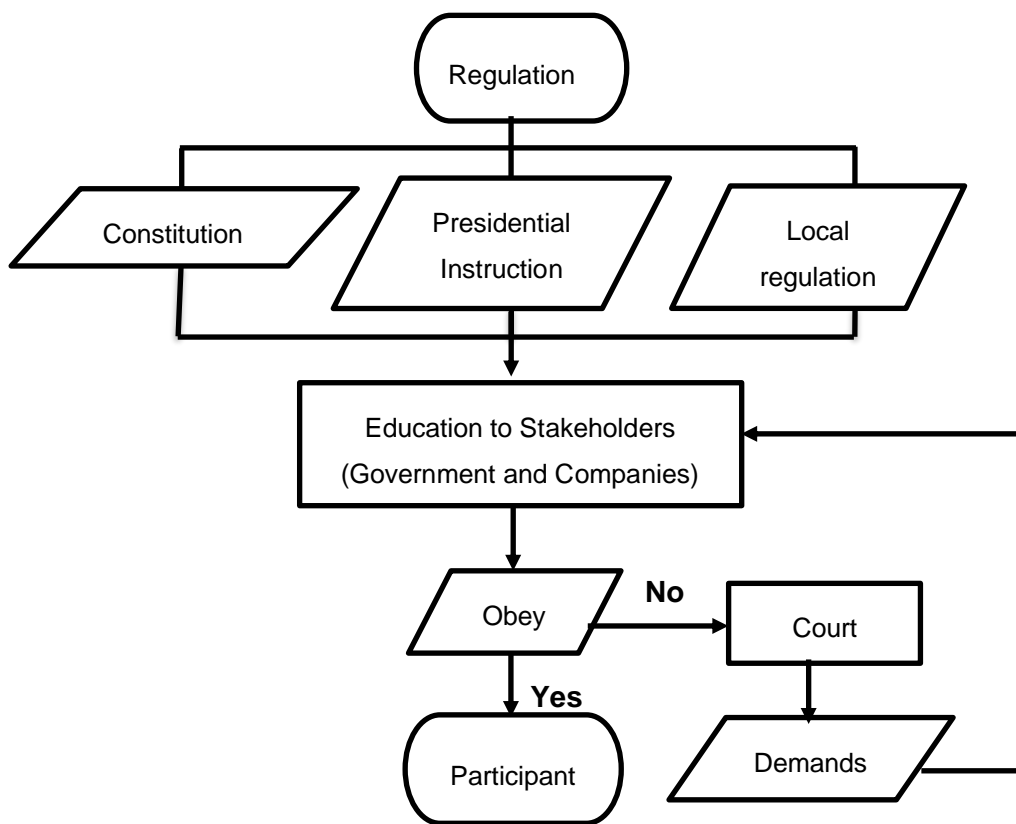 Regulation
Constitution
Presidential
Instruction
Local
regulation
Education to Stakeholders
(Government and Companies)
Obey
No
Court
Yes
Participant
Demands